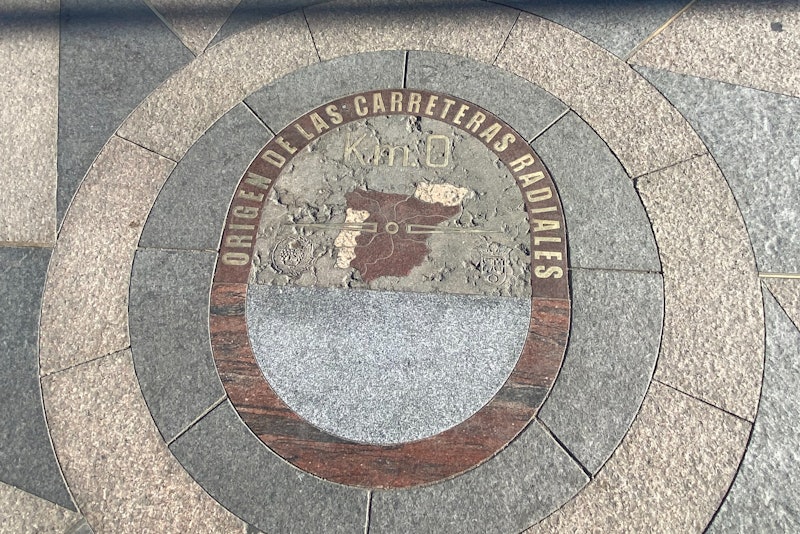 ORIGEN DE LAS CARRETERAS RADIALES
Km. 0